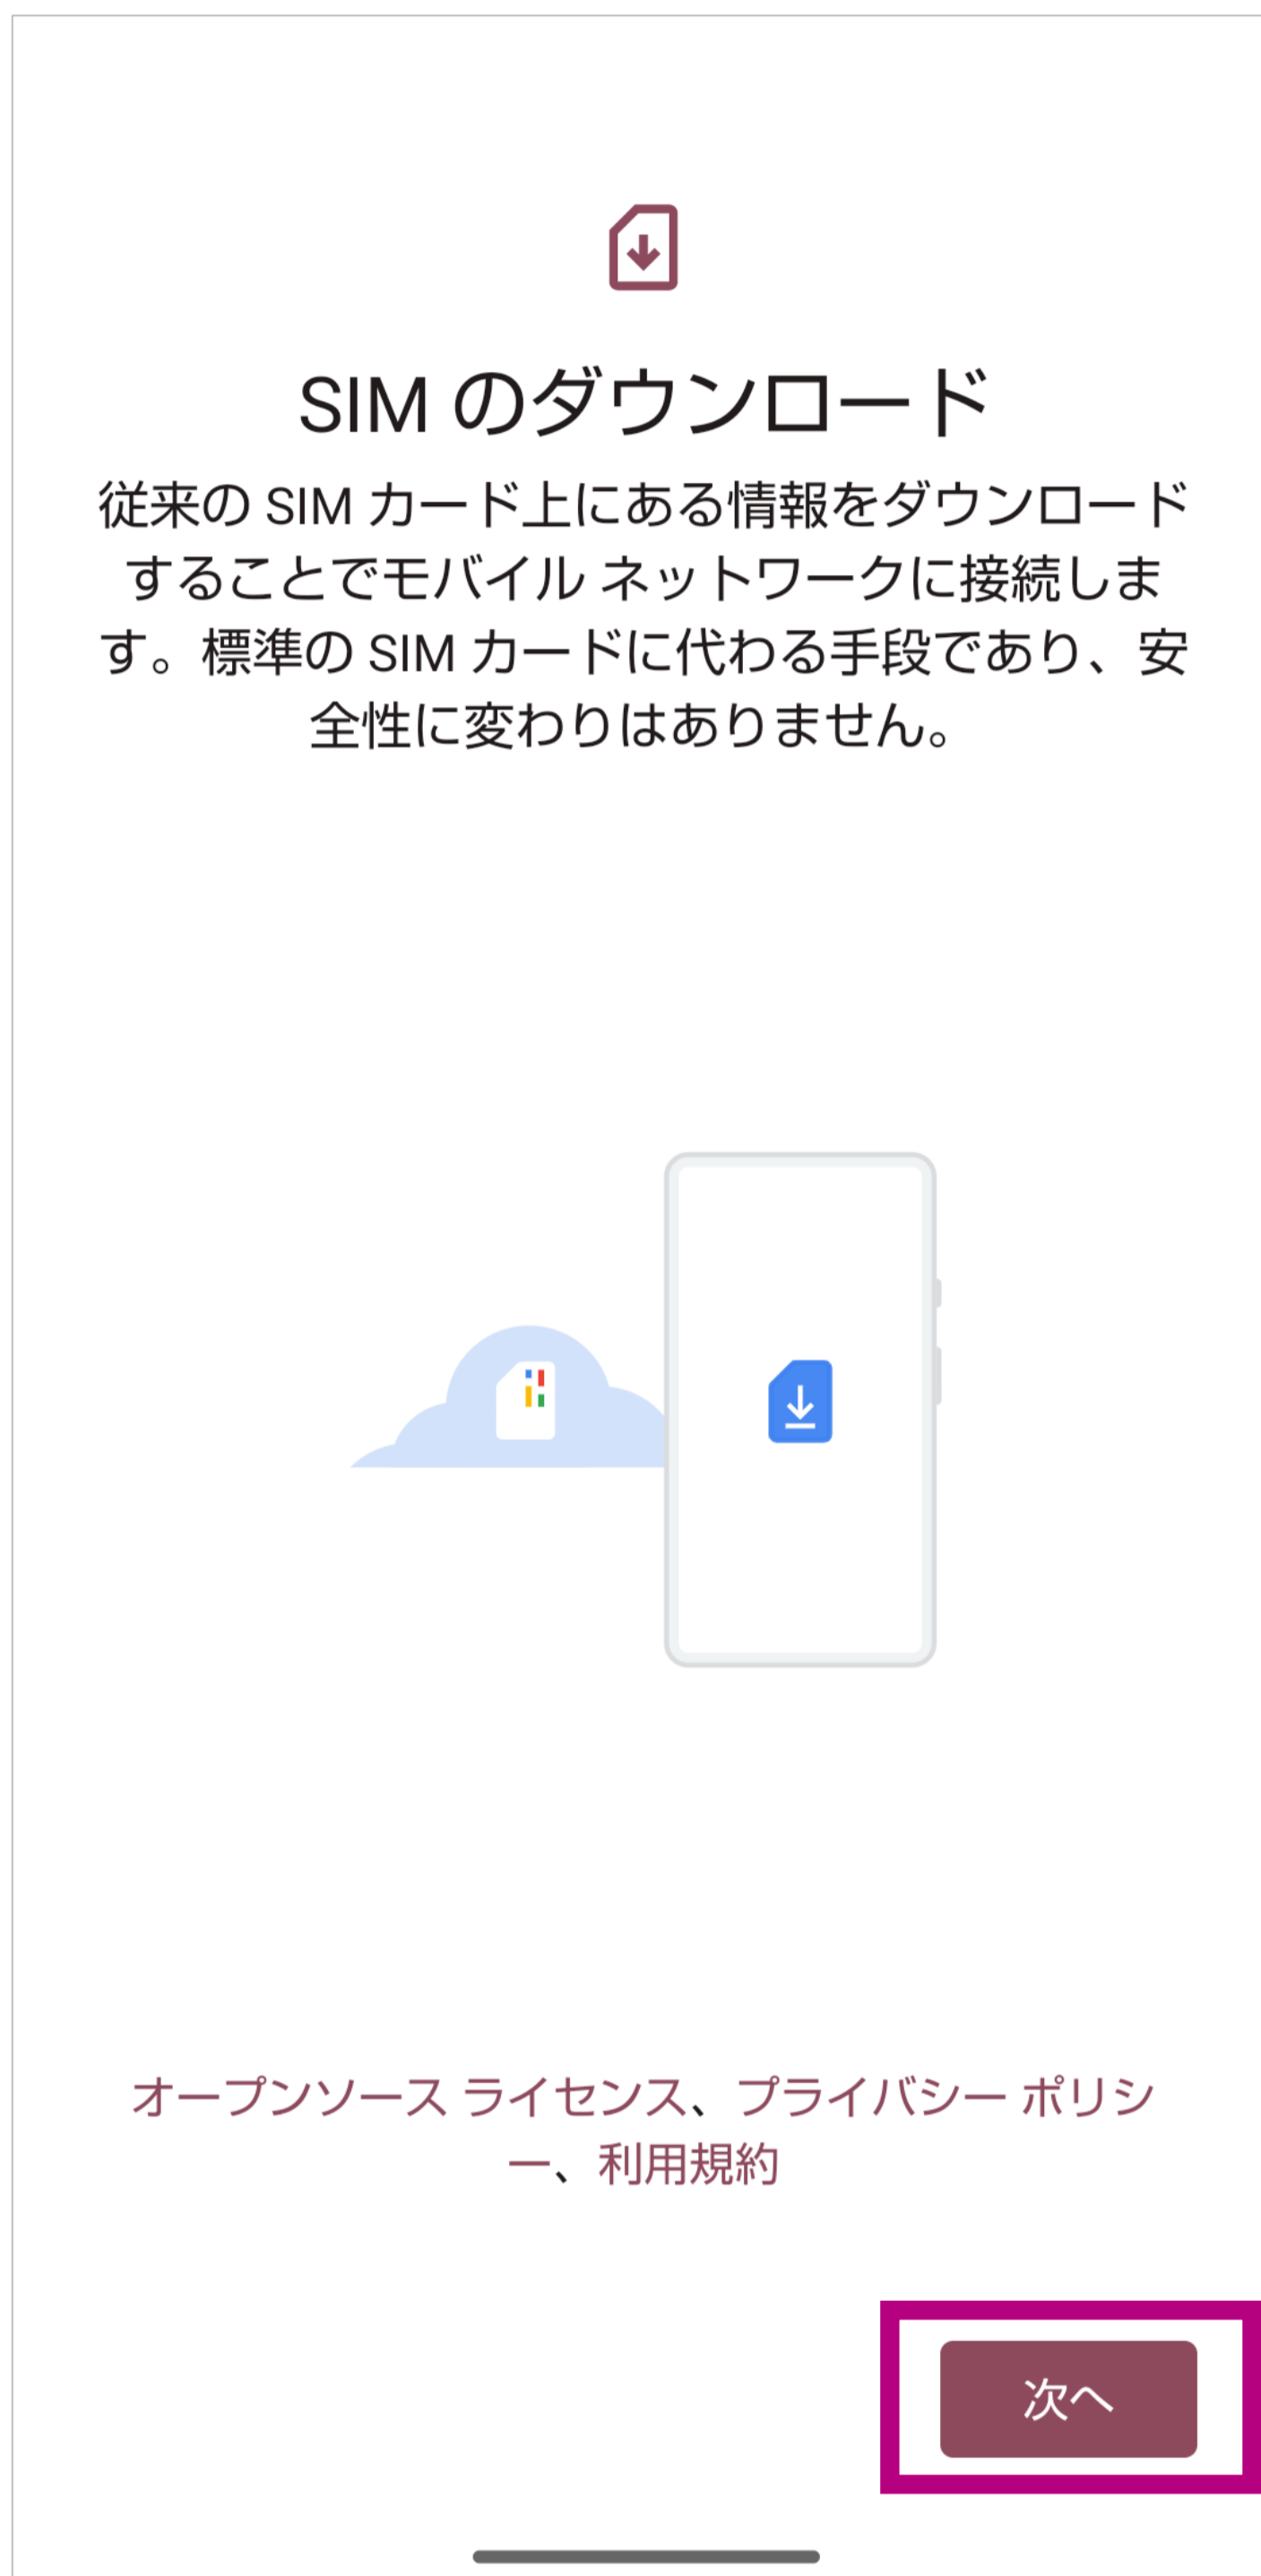 SIM のダウンロード
従来の SIM カード上にある情報をダウンロード
することでモバイル ネットワークに接続しま
す。標準の SIM カードに代わる手段であり、安
全性に変わりはありません。
オープンソース ライセンス、プライバシー ポリシ
ー、利用規約
次へ